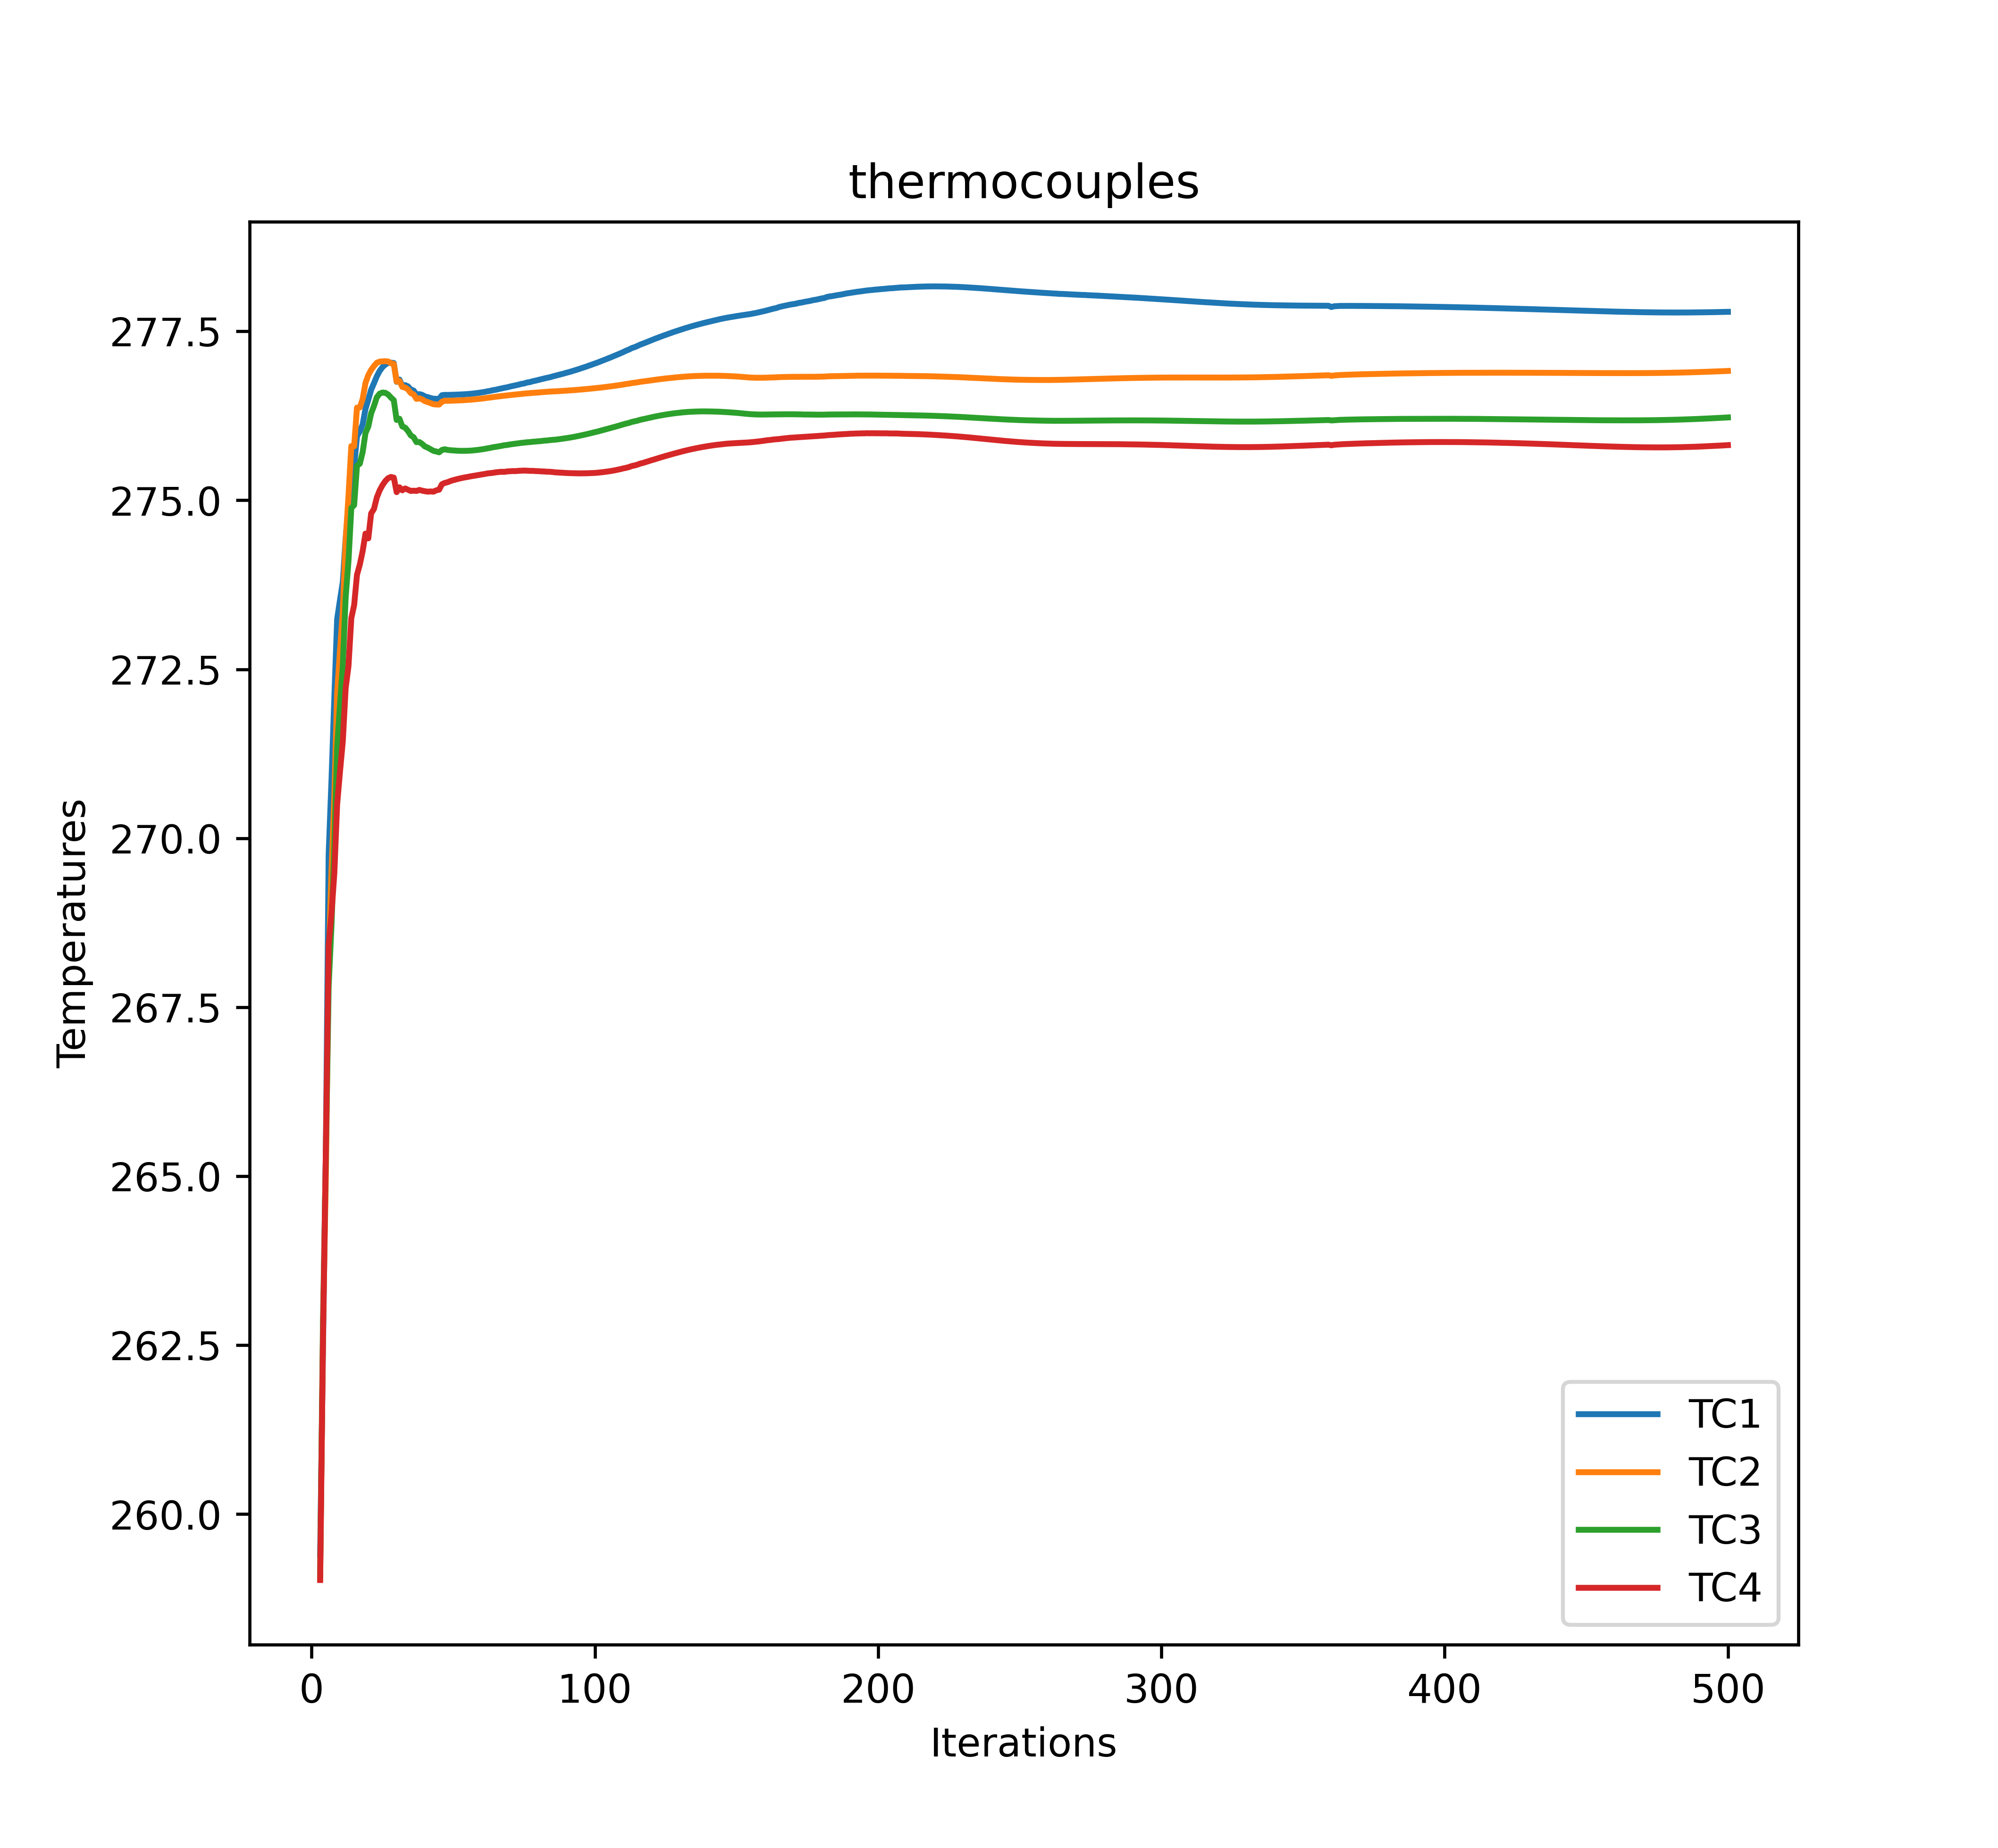 thermocouples
Temperatures
277.5
275.0
272.5
270.0
267.5
265.0
262.5
260.0
TC1
TC2
TC3
TC4
0 100 200 300 400 500
Iterations